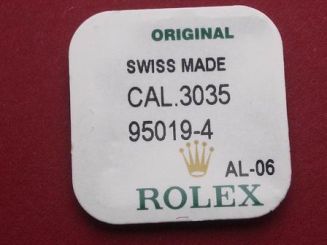 ORIGINAL
SWISS MADE
CAL.3035
95019-4
AL-06
ROLEX